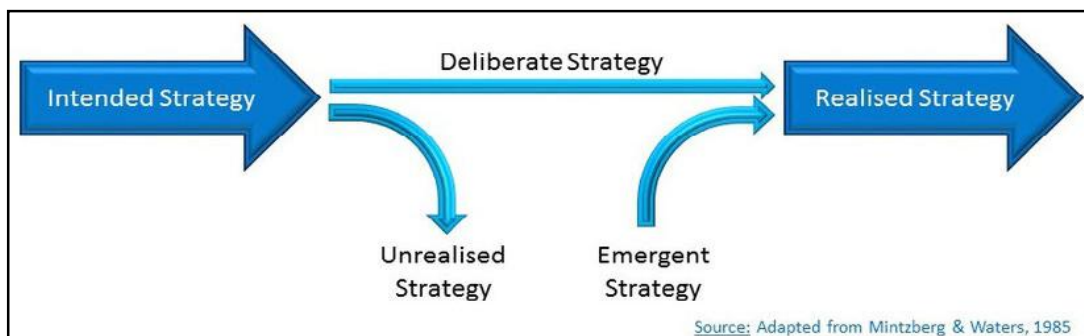 Deliberate Strategy
Intended Strategy
Realised Strategy
Unrealised
Strategy
Emergent
Strategy
Source: Adapted from Mintzberg & Waters, 1985